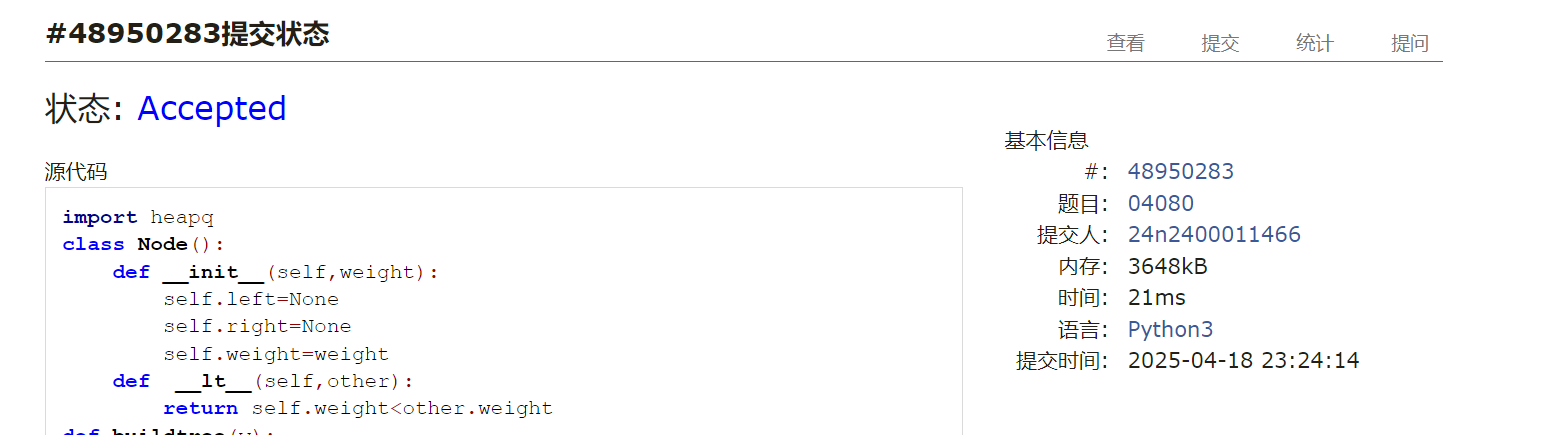 #48950283提交状态
查看 提交 统计 提问
状态: Accepted
源代码
import heapq
class Node():
    def __init__(self,weight):
        self.left=None
        self.right=None
        self.weight=weight
    def  __lt__(self,other):
        return self.weight<other.weight
def buildtree(v):
基本信息
#: 48950283
题目: 04080
提交人: 24n2400011466
内存: 3648kB
时间: 21ms
语言: Python3
提交时间: 2025-04-18 23:24:14